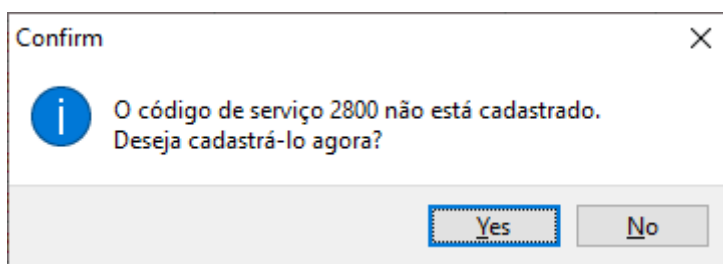 Confirm
O código de serviço 2800 não está cadastrado.
Deseja cadastrá-lo agora?
Yes
No